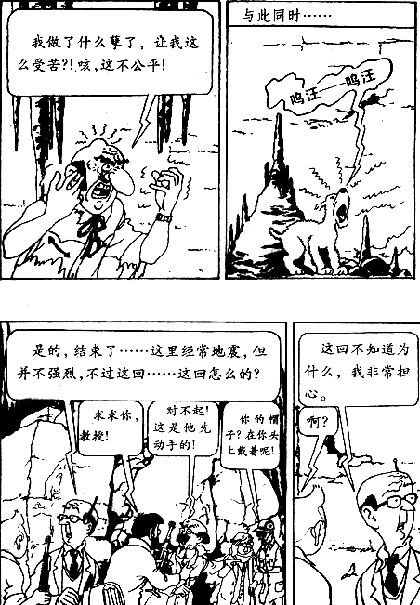 我做了什么孽了，让我这
么受苦?!咳,这不公平!
与此同时……
呜汪——呜汪
是的，结束了……这里经常地震，但
并不强烈，不过这回……这回怎么的?
求求你,
教授!
对不起!
这是他先
动手的!
你的帽
子?在你头
上戴着呢!
这回不知道为
什么，我非常担
心。
啊?